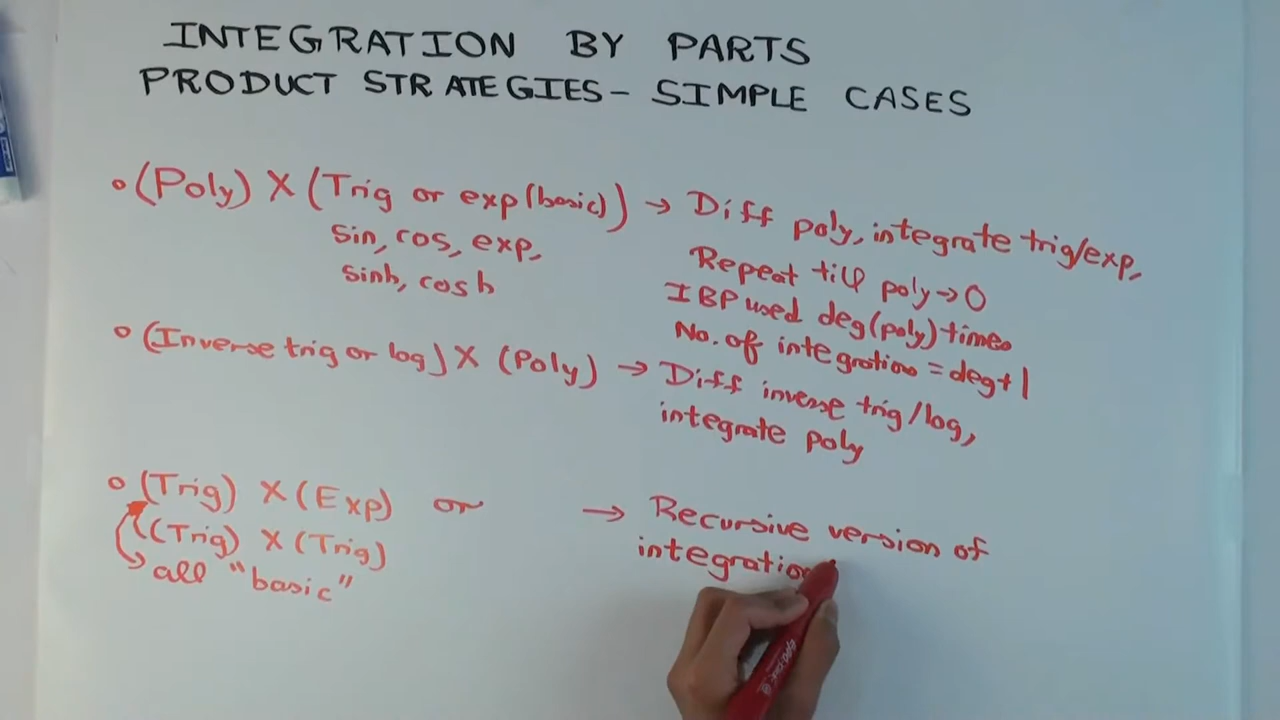 INTEGRATION BY PARTS
PRODUCT STRATEGIES - SIMPLE CASES
(Poly) X (Trig or exp(basic)) → Diff poly, integrate trig/exp,
sin, cos, exp,
sinh, cosh
Repeat till poly → 0
IBP used deg(poly) times
No. of integration = deg+1
(Inverse trig or log) X (Poly) → Diff inverse trig/log,
integrate poly
(Trig) X (Exp) or → Recursive version of
(Trig) X (Trig)
integration
all "basic"